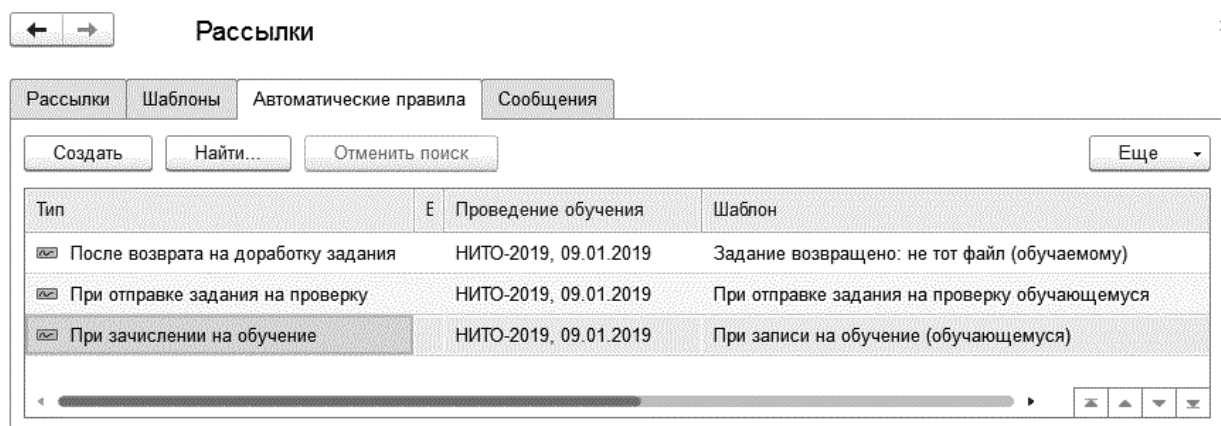 Рассылки
Рассылки Шаблоны Автоматические правила Сообщения
Создать Найти... Отменить поиск Еще
Тип Е Проведение обучения Шаблон
После возврата на доработку задания НИТО-2019, 09.01.2019 Задание возвращено: не тот файл (обучаемому)
При отправке задания на проверку НИТО-2019, 09.01.2019 При отправке задания на проверку обучающемуся
При зачислении на обучение НИТО-2019, 09.01.2019 При записи на обучение (обучающемуся)